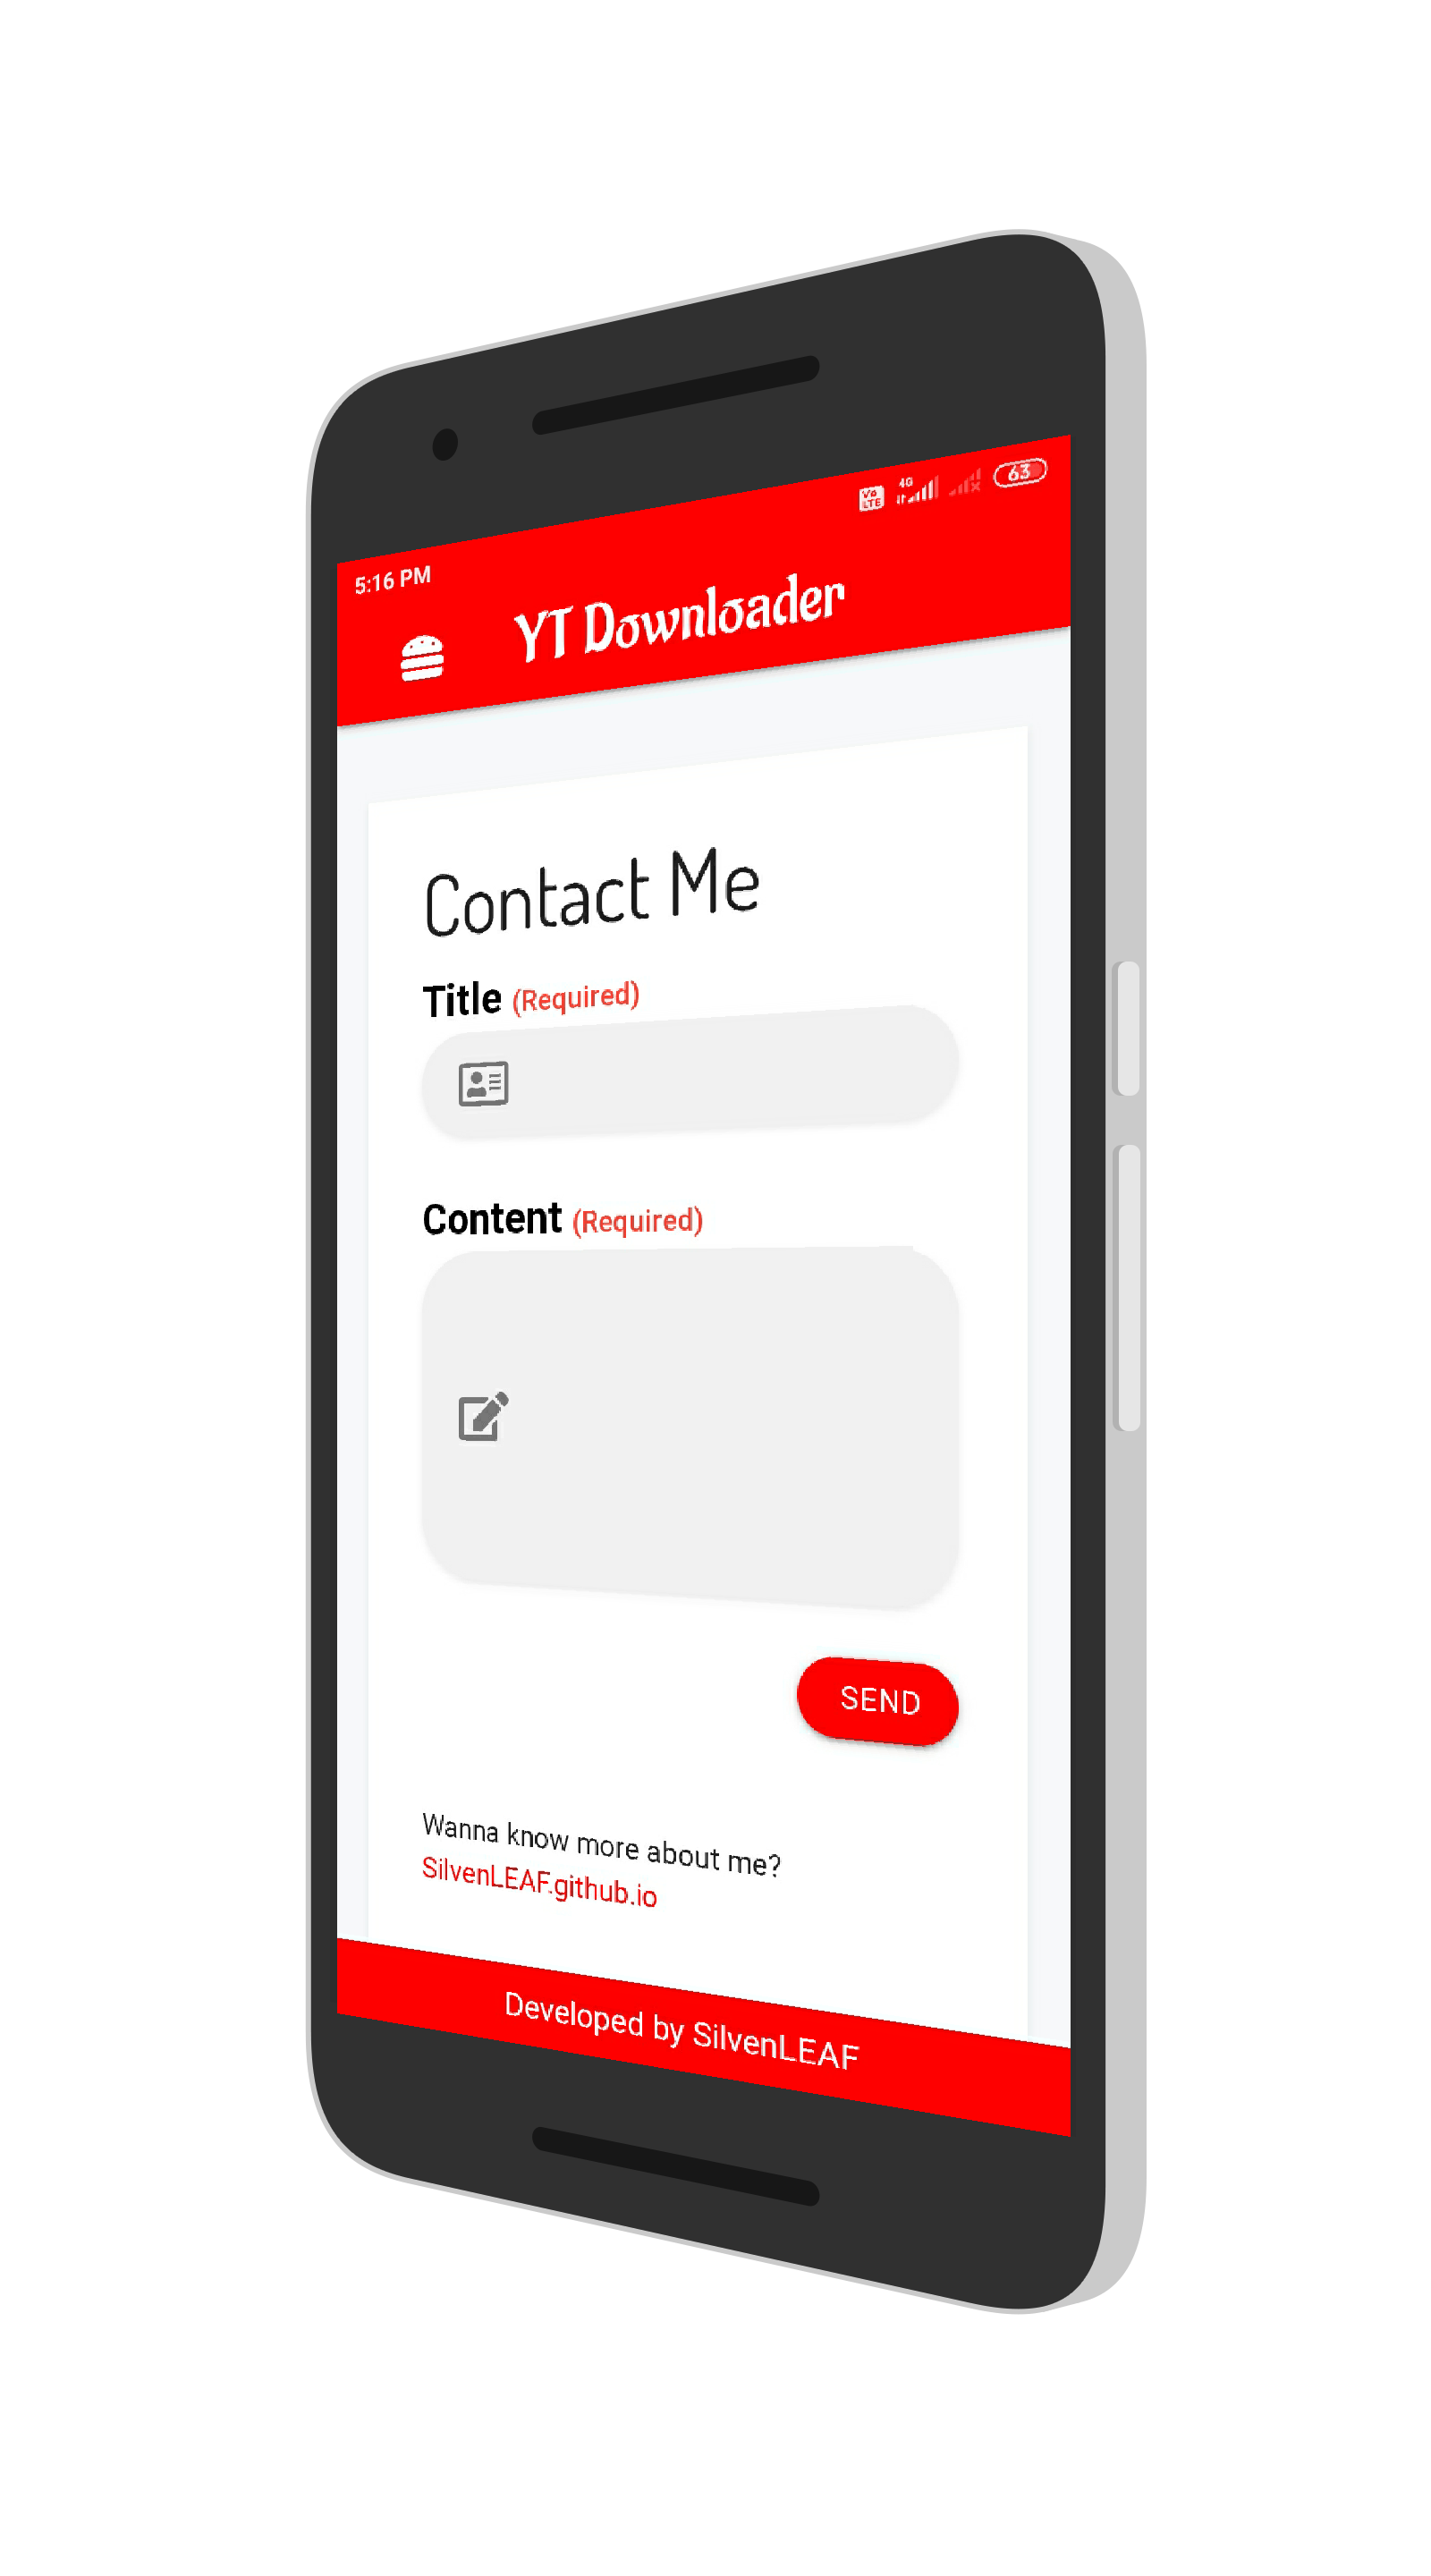 5:16 PM
Vo
LTE
4G
63
YT Downloader
Contact Me
Title (Required)
Content (Required)
SEND
Wanna know more about me?
SilvenLEAF.github.io
Developed by SilvenLEAF